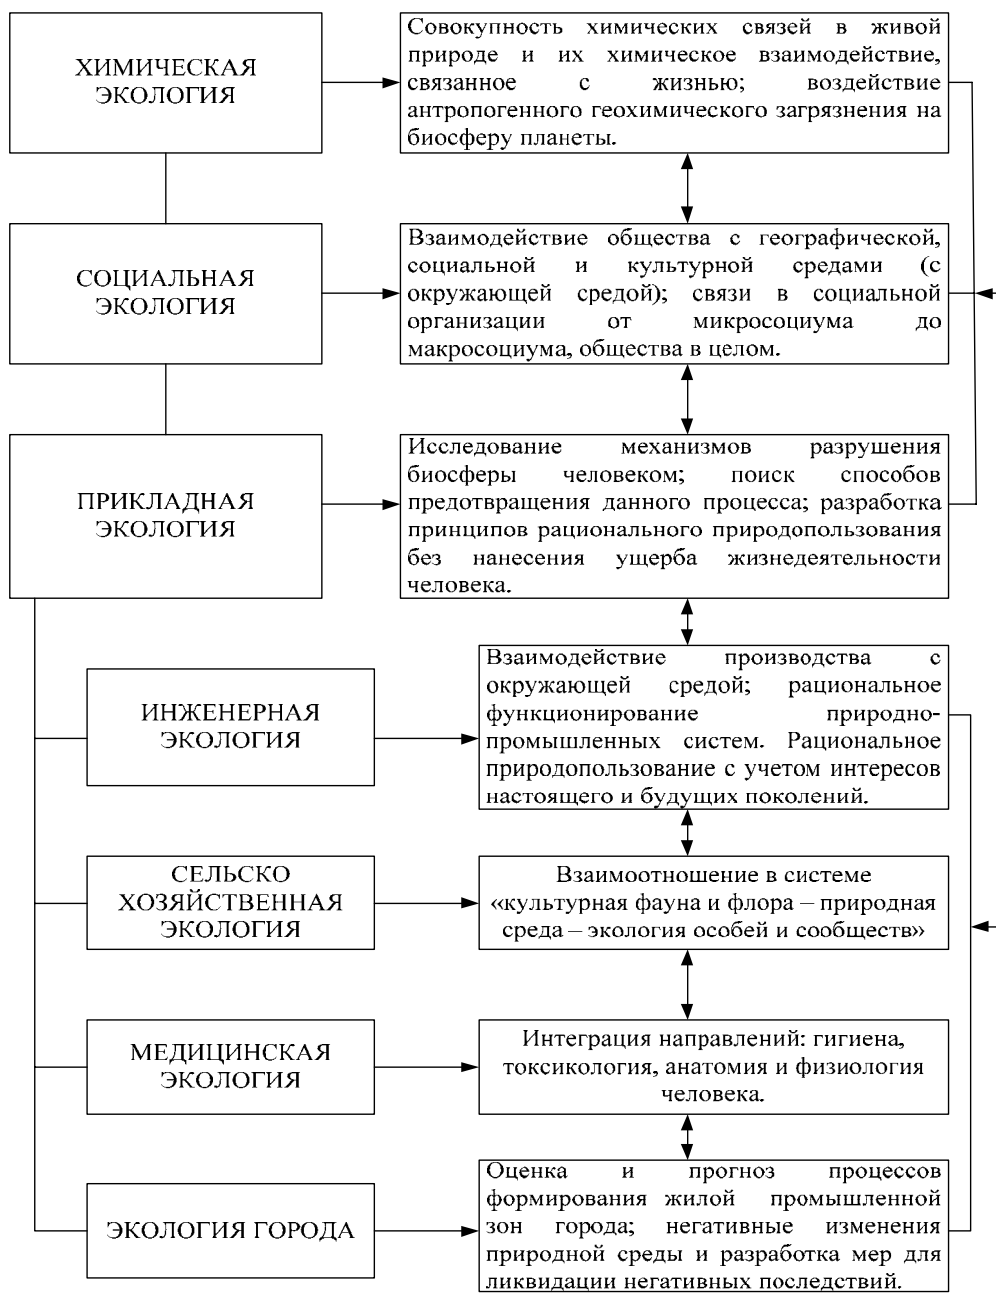 ХИМИЧЕСКАЯ
ЭКОЛОГИЯ
Совокупность химических связей в живой
природе и их химическое взаимодействие,
связанное с жизнью; воздействие
антропогенного геохимического загрязнения на
биосферу планеты.
СОЦИАЛЬНАЯ
ЭКОЛОГИЯ
Взаимодействие общества с географической,
социальной и культурной средами (с
окружающей средой); связи в социальной
организации от микросоциума до
макросоциума, общества в целом.
ПРИКЛАДНАЯ
ЭКОЛОГИЯ
Исследование механизмов разрушения
биосферы человеком; поиск способов
предотвращения данного процесса; разработка
принципов рационального природопользования
без нанесения ущерба жизнедеятельности
человека.
ИНЖЕНЕРНАЯ
ЭКОЛОГИЯ
Взаимодействие производства с
окружающей средой; рациональное
функционирование природно-
промышленных систем. Рациональное
природопользование с учетом интересов
настоящего и будущих поколений.
СЕЛЬСКО
ХОЗЯЙСТВЕННАЯ
ЭКОЛОГИЯ
Взаимоотношение в системе
«культурная фауна и флора – природная
среда – экология особей и сообществ»
МЕДИЦИНСКАЯ
ЭКОЛОГИЯ
Интеграция направлений: гигиена,
токсикология, анатомия и физиология
человека.
ЭКОЛОГИЯ ГОРОДА
Оценка и прогноз процессов
формирования жилой промышленной
зон города; негативные изменения
природной среды и разработка мер для
ликвидации негативных последствий.